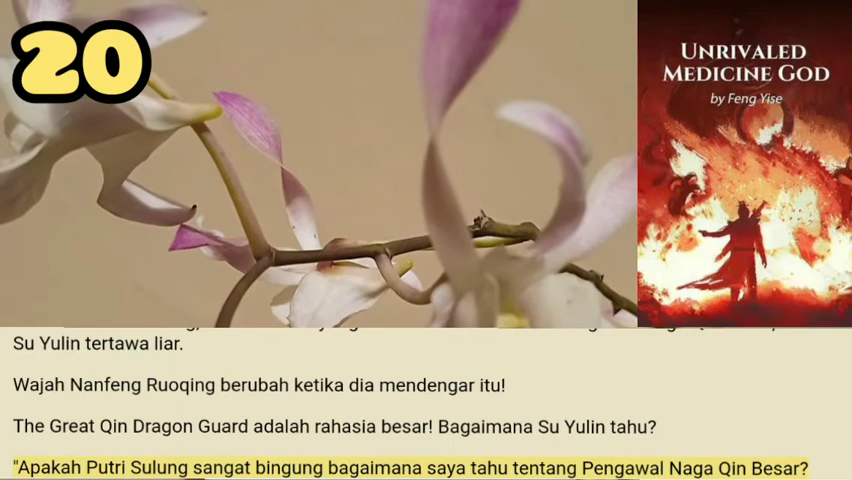 20
UNRIVALED
MEDICINE GOD
by Feng Yise
Su Yulin tertawa liar.
Wajah Nanfeng Ruoqing berubah ketika dia mendengar itu!
The Great Qin Dragon Guard adalah rahasia besar! Bagaimana Su Yulin tahu?
"Apakah Putri Sulung sangat bingung bagaimana saya tahu tentang Pengawal Naga Qin Besar?